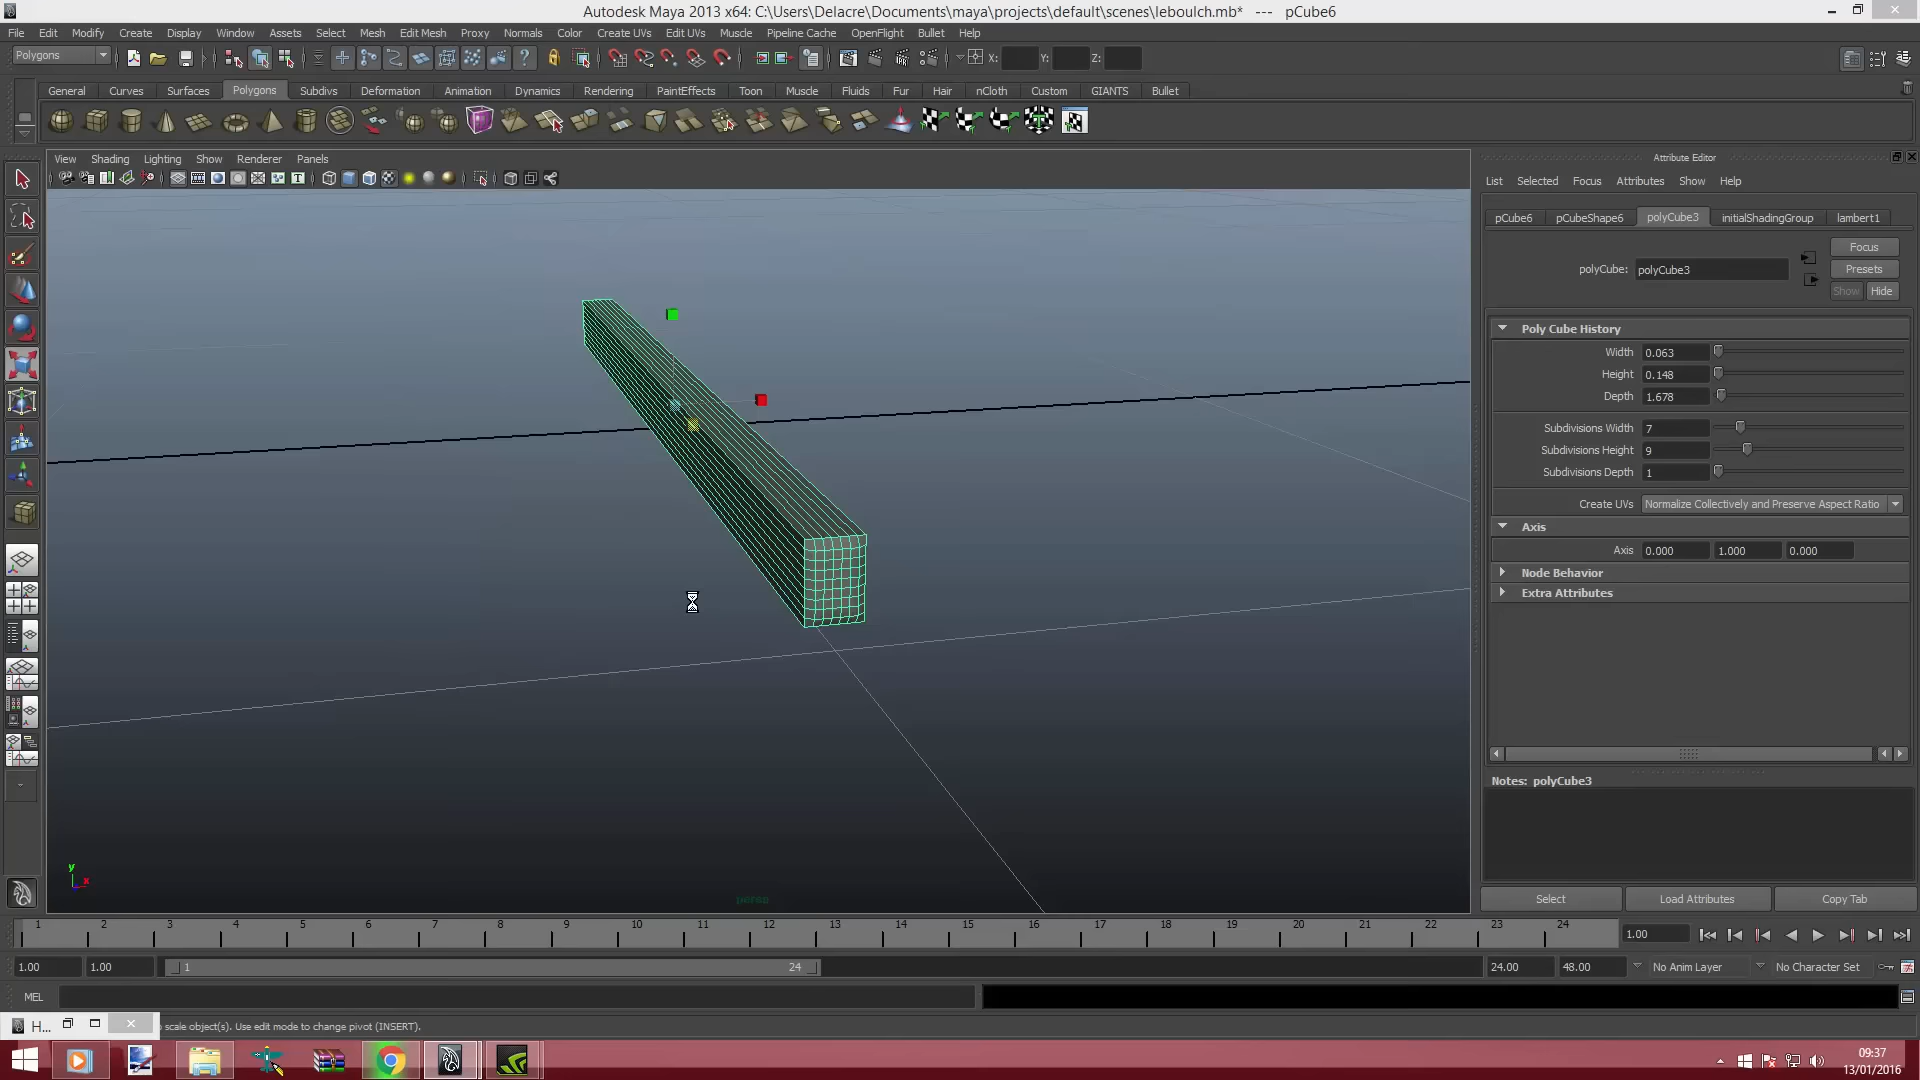 Autodesk Maya 2013 x64: C:\Users\Delacre\Documents\maya\projects\default\scenes\leboulch.mb* --- pCube6
File Edit Modify Create Display Window Assets Select Mesh Edit Mesh Proxy Normals Color Create UVs Edit UVs Muscle Pipeline Cache OpenFlight Bullet Help
Polygons X: Y: Z:
General Curves Surfaces Polygons Subdivs Deformation Animation Dynamics Rendering PaintEffects Toon Muscle Fluids Fur Hair nCloth Custom GIANTS Bullet
View Shading Lighting Show Renderer Panels
Attribute Editor
List Selected Focus Attributes Show Help
pCube6 pCubeShape6 polyCube3 initialShadingGroup lambert1
Focus
polyCube: polyCube3
Presets
Show Hide
Poly Cube History
Width 0.063
Height 0.148
Depth 1.678
Subdivisions Width 7
Subdivisions Height 9
Subdivisions Depth 1
Create UVs Normalize Collectively and Preserve Aspect Ratio
Axis
Axis 0.000 1.000 0.000
Node Behavior
Extra Attributes
Notes: polyCube3
y
x
persp
Select Load Attributes Copy Tab
1 2 3 4 5 6 7 8 9 10 11 12 13 14 15 16 17 18 19 20 21 22 23 24 1.00
1.00 1.00 1 24 24.00 48.00 No Anim Layer No Character Set
MEL
H... scale object(s). Use edit mode to change pivot (INSERT).
09:37
13/01/2016